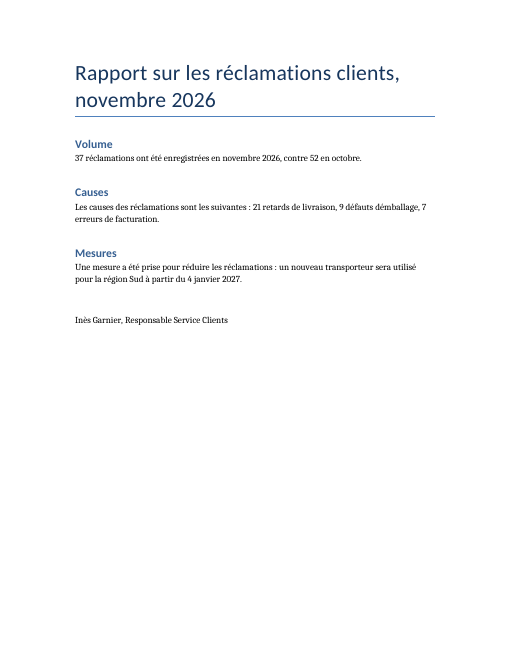 Rapport sur les réclamations clients,
novembre 2026
Volume
37 réclamations ont été enregistrées en novembre 2026, contre 52 en octobre.
Causes
Les causes des réclamations sont les suivantes : 21 retards de livraison, 9 défauts démballage, 7
erreurs de facturation.
Mesures
Une mesure a été prise pour réduire les réclamations : un nouveau transporteur sera utilisé
pour la région Sud à partir du 4 janvier 2027.
Inès Garnier, Responsable Service Clients